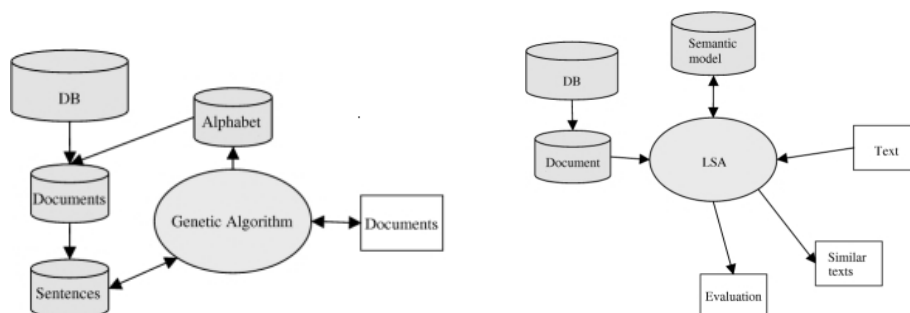 DB
Alphabet
Documents
Genetic Algorithm
Documents
Sentences
Semantic
model
DB
Document
LSA
Text
Similar
texts
Evaluation